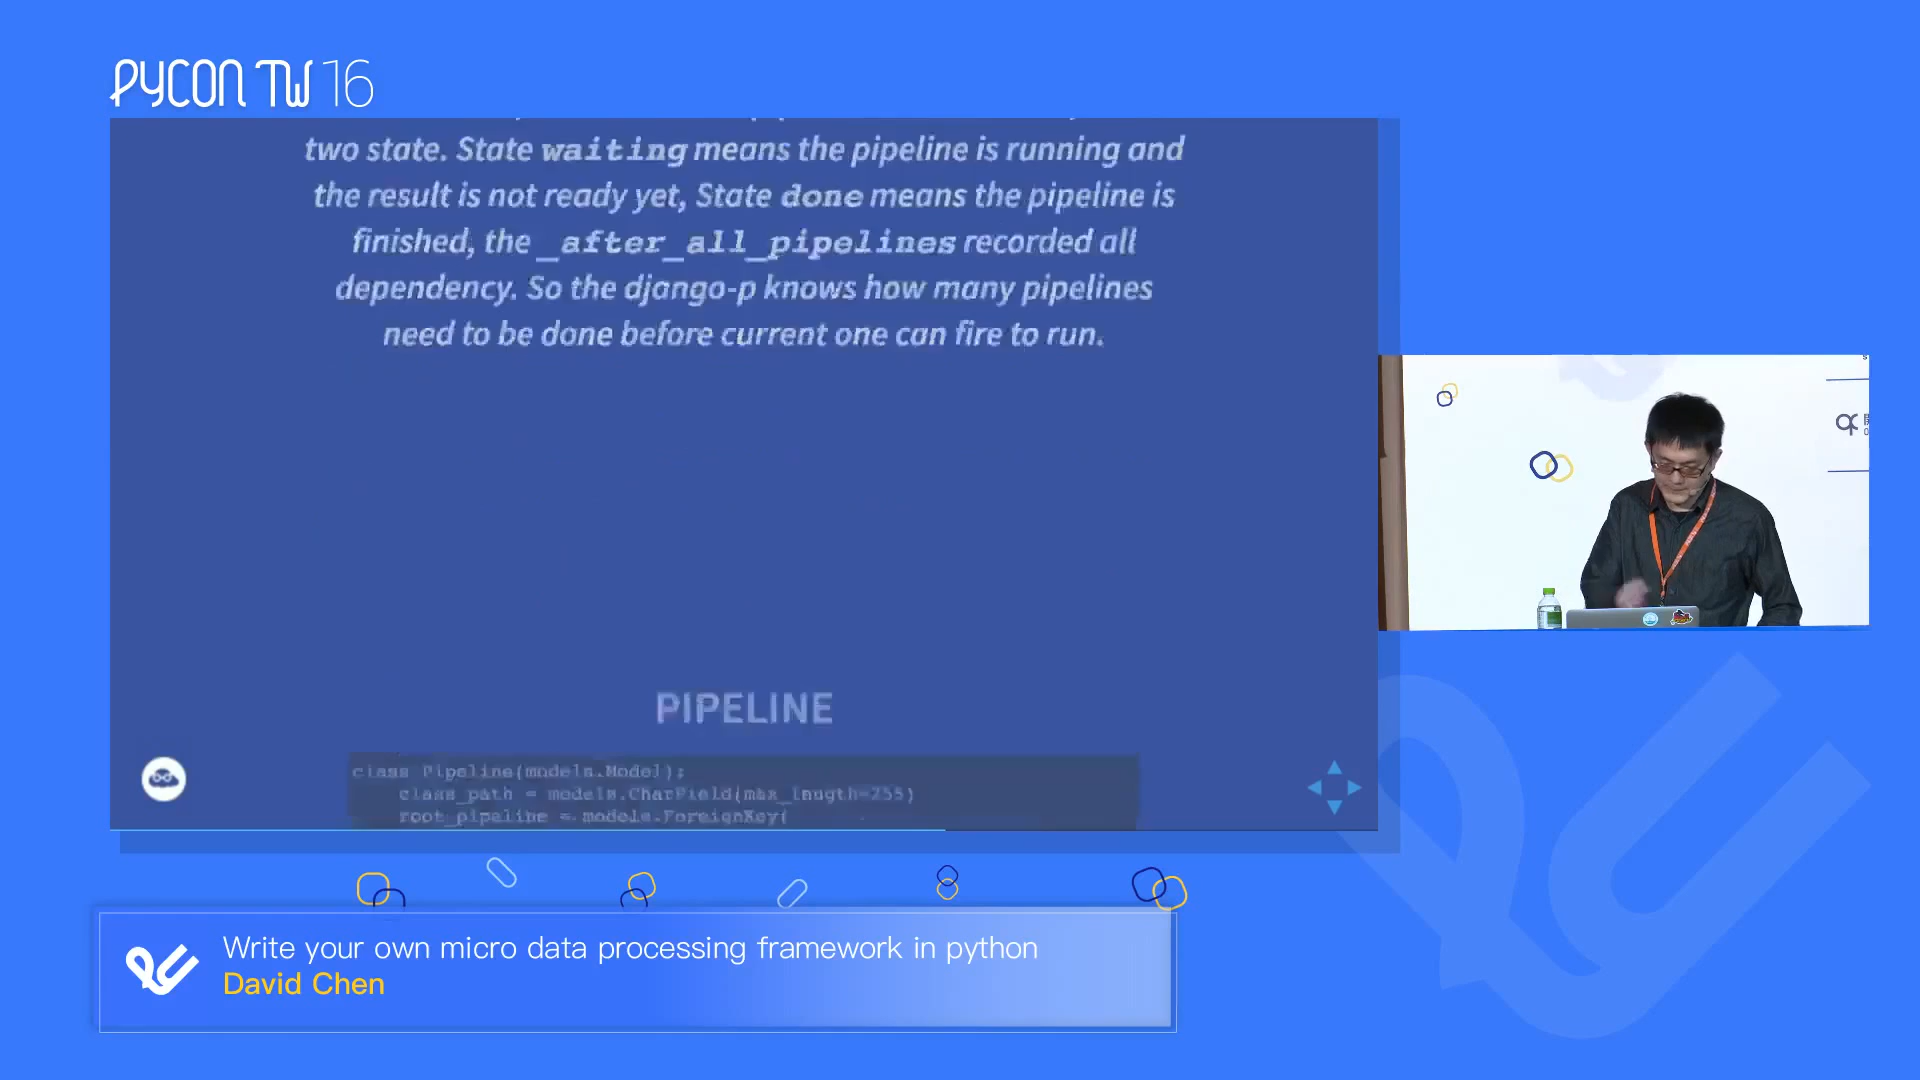 PYCON TW 16
two state. State waiting means the pipeline is running and
the result is not ready yet, State done means the pipeline is
finished, the _after_all_pipelines recorded all
dependency. So the django-p knows how many pipelines
need to be done before current one can fire to run.
PIPELINE
class Pipeline(models.Model):
class_path = models.CharField(max_length=255)
root_pipeline = models.ForeignKey(
Write your own micro data processing framework in python
David Chen